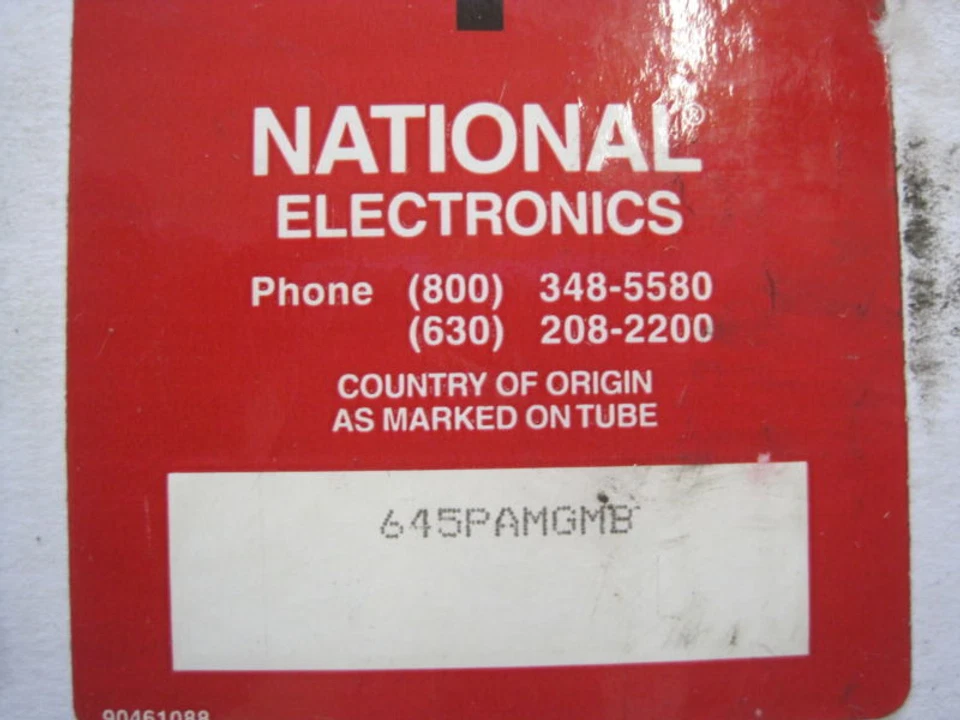 NATIONAL®
ELECTRONICS
Phone (800) 348-5580
(630) 208-2200
COUNTRY OF ORIGIN
AS MARKED ON TUBE
645PAMGMB
90461088